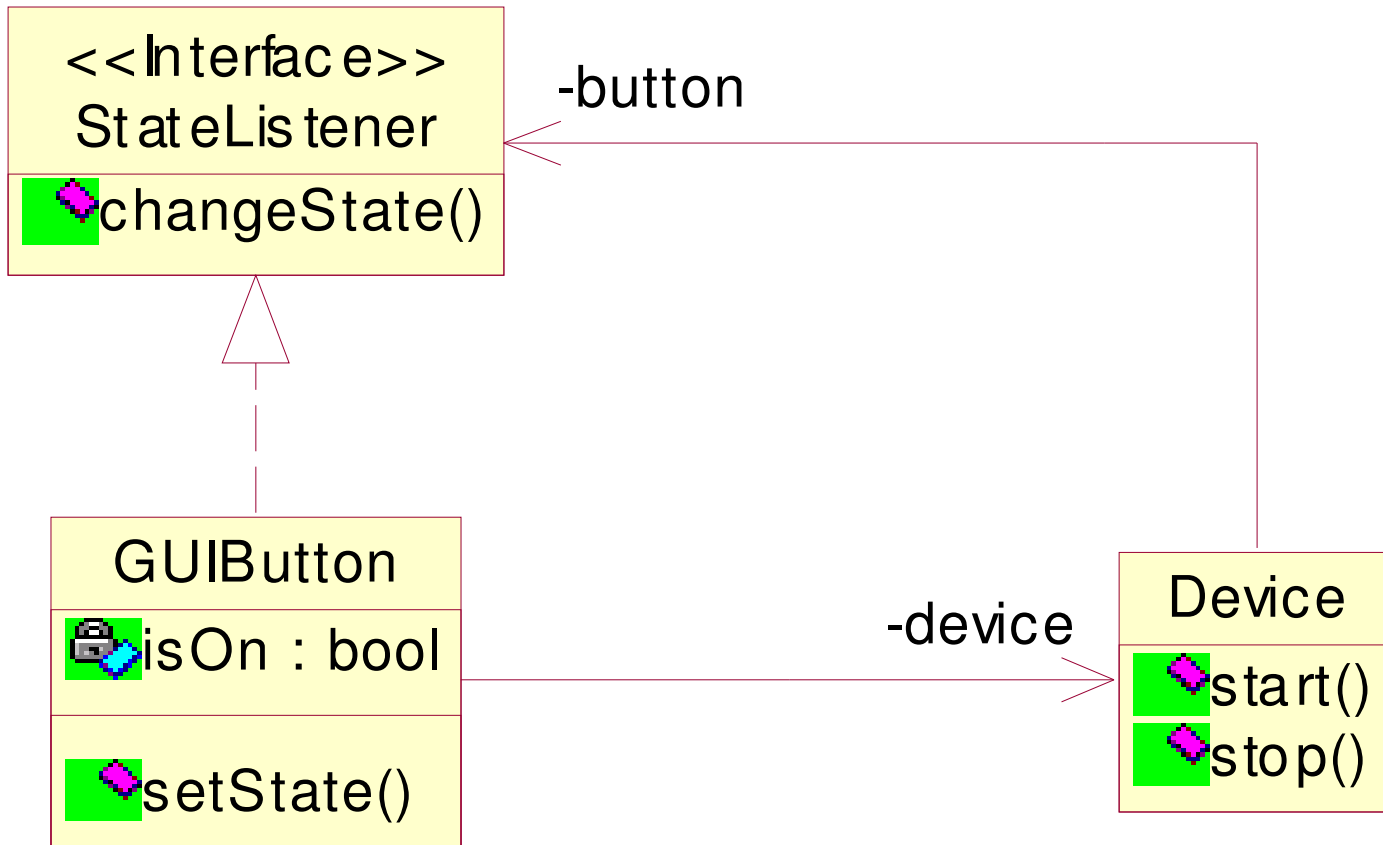 <<Interface>>
StateListener
changeState()
-button
GUIButton
isOn : bool
setState()
-device
Device
start()
stop()